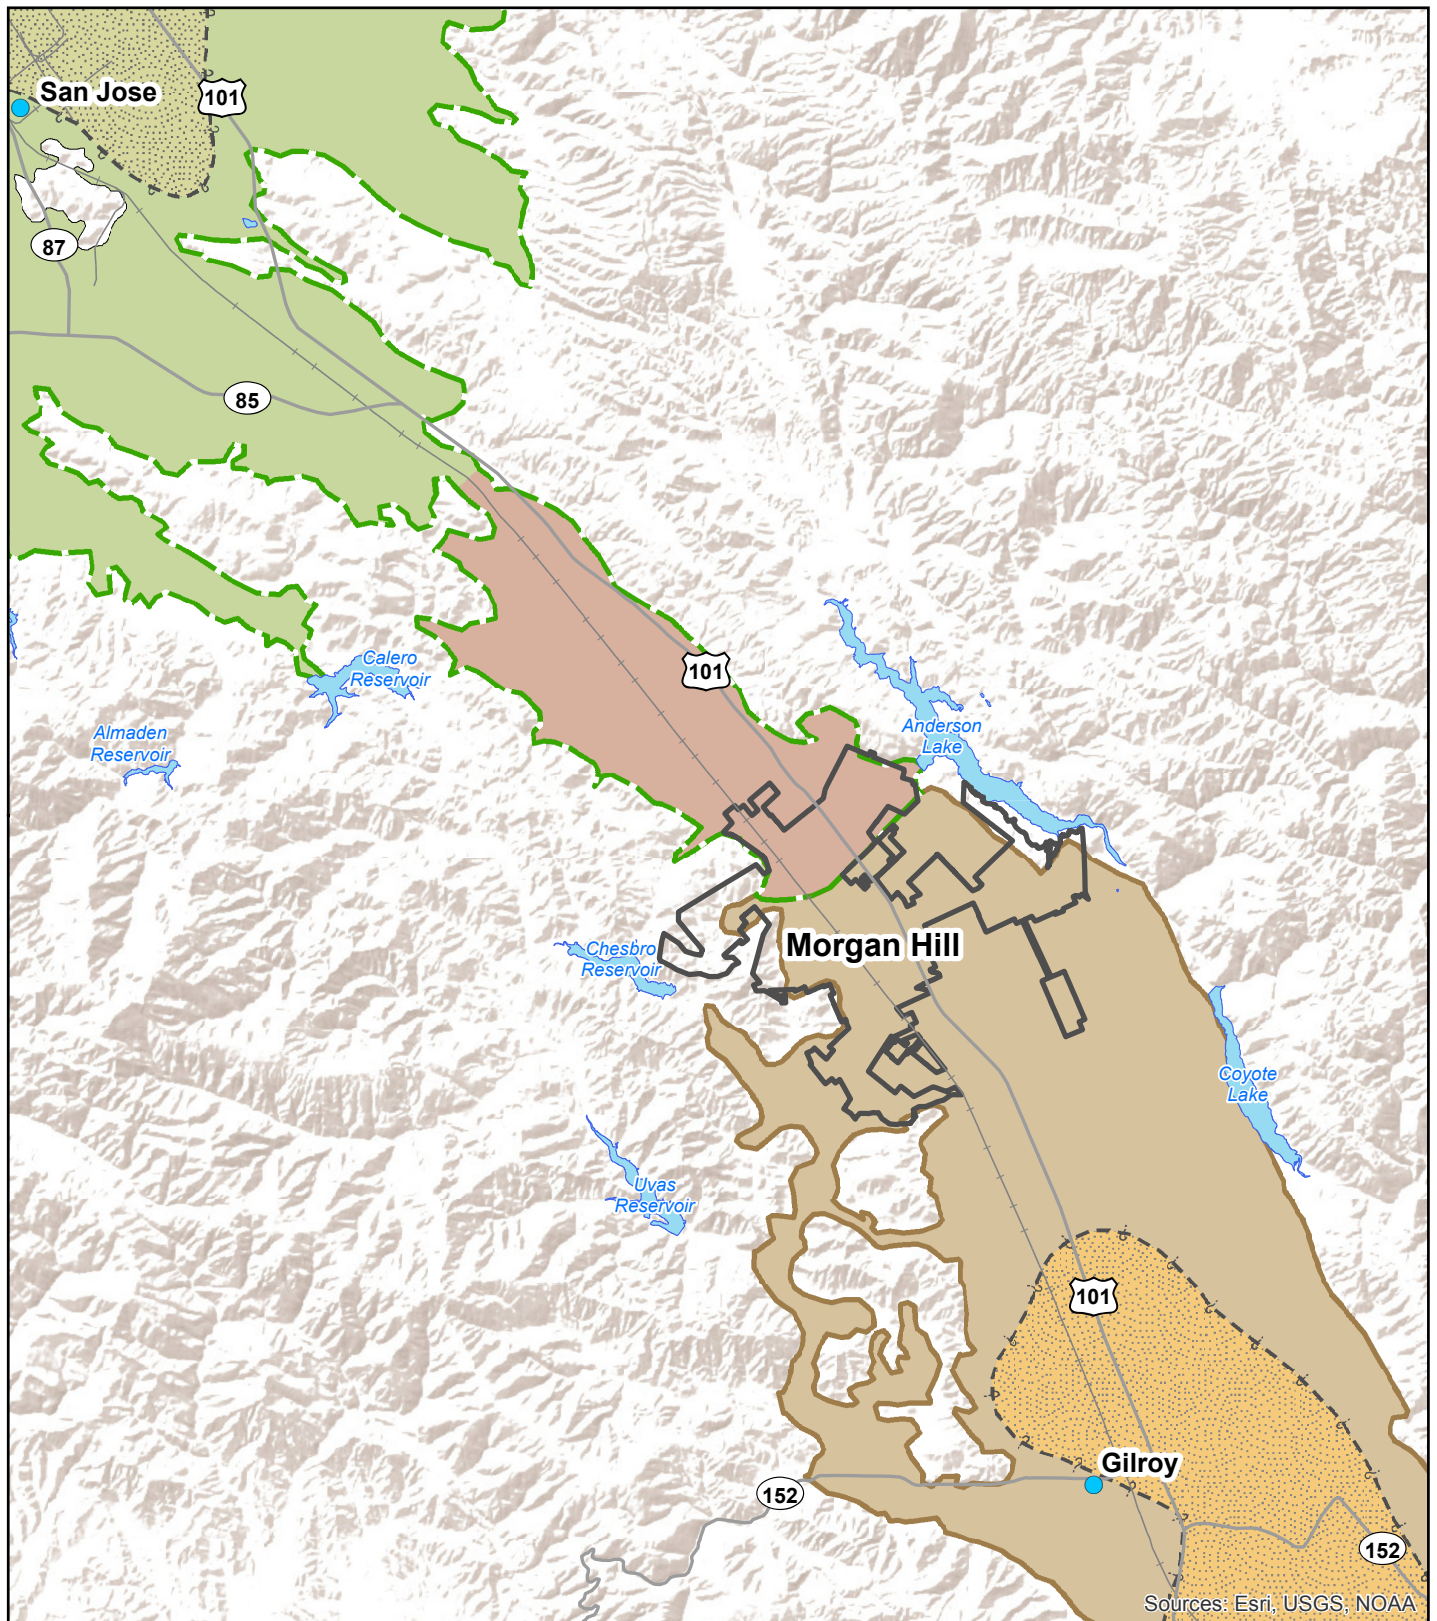 San Jose
101
87
85
101
Calero
Reservoir
Almaden
Reservoir
Anderson
Lake
Morgan Hill
Chesbro
Reservoir
Coyote
Lake
Uvas
Reservoir
101
Gilroy
152
152
Sources: Esri, USGS, NOAA